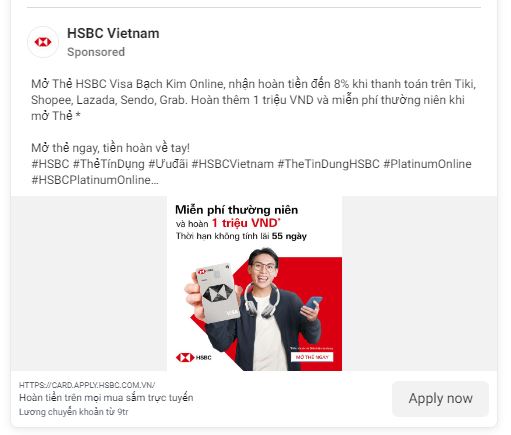 HSBC Vietnam
Sponsored
Mở Thẻ HSBC Visa Bạch Kim Online, nhận hoàn tiền đến 8% khi thanh toán trên Tiki,
Shopee, Lazada, Sendo, Grab. Hoàn thêm 1 triệu VND và miễn phí thường niên khi
mở Thẻ *
Mở thẻ ngay, tiền hoàn về tay!
#HSBC #ThẻTínDụng #Ưuđãi #HSBCVietnam #TheTinDungHSBC #PlatinumOnline
#HSBCPlatinumOnline...
Miễn phí thường niên
và hoàn 1 triệu VND*
Thời hạn không tính lãi 55 ngày
VISA
HSBC
MỞ THẺ NGAY
HTTPS://CARD.APPLY.HSBC.COM.VN/
Hoàn tiền trên mọi mua sắm trực tuyến
Lương chuyển khoản từ 9tr
Apply now